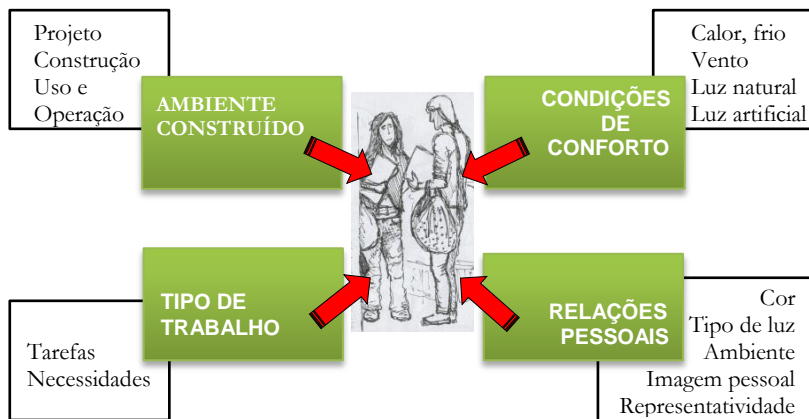 Projeto
Construção
Uso e
Operação
AMBIENTE
CONSTRUÍDO
Calor, frio
Vento
Luz natural
Luz artificial
CONDIÇÕES
DE
CONFORTO
TIPO DE
TRABALHO
Tarefas
Necessidades
RELAÇÕES
PESSOAIS
Cor
Tipo de luz
Ambiente
Imagem pessoal
Representatividade